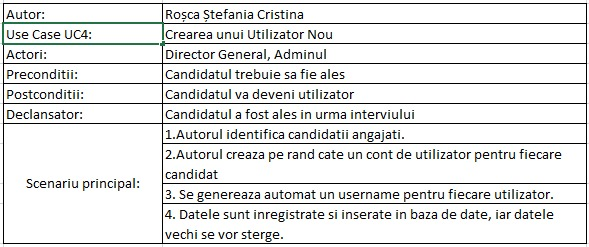 Autor: Roșca Ștefania Cristina
Use Case UC4: Crearea unui Utilizator Nou
Actori: Director General, Adminul
Preconditii: Candidatul trebuie sa fie ales
Postconditii: Candidatul va deveni utilizator
Declansator: Candidatul a fost ales in urma interviului
Scenariu principal:
1.Autorul identifica candidatii angajati.
2.Autorul creaza pe rand cate un cont de utilizator pentru fiecare
candidat
3. Se genereaza automat un username pentru fiecare utilizator.
4. Datele sunt inregistrate si inserate in baza de date, iar datele
vechi se vor sterge.